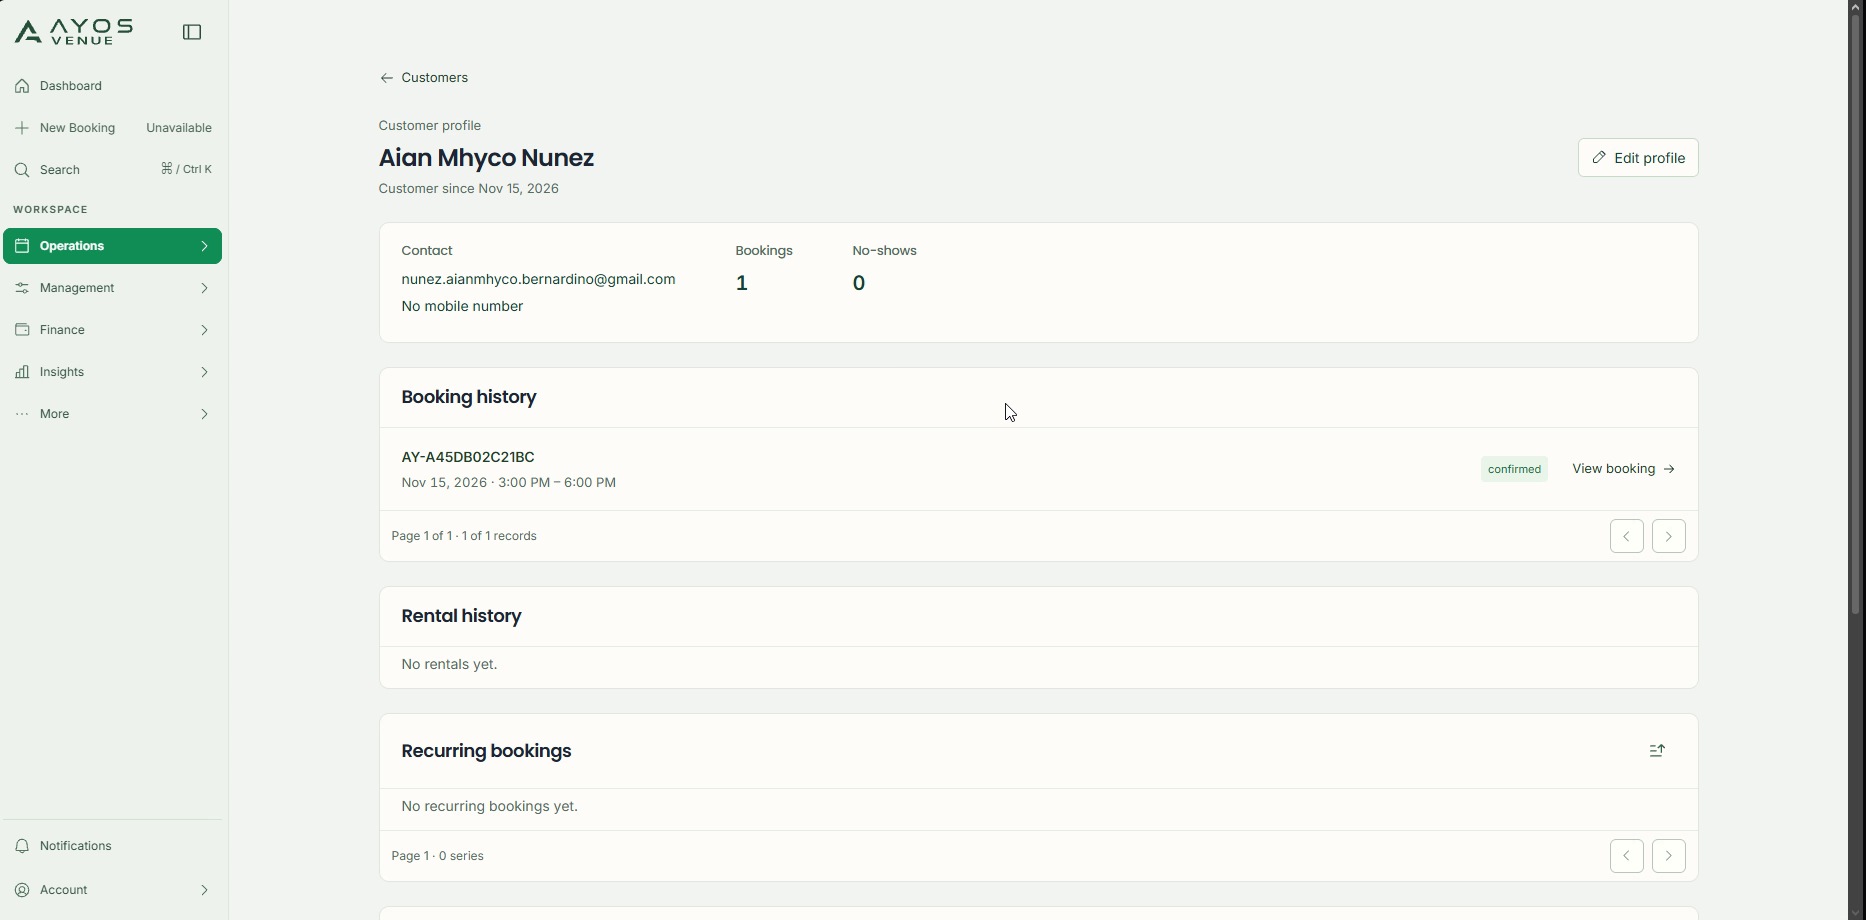 AYOS
VENUE
Dashboard
New Booking Unavailable
Search ⌘ / Ctrl K
WORKSPACE
Operations
Management
Finance
Insights
More
Notifications
Account
← Customers
Customer profile
Aian Mhyco Nunez
Customer since Nov 15, 2026
Edit profile
Contact
nunez.aianmhyco.bernardino@gmail.com
No mobile number
Bookings
1
No-shows
0
Booking history
AY-A45DB02C21BC
Nov 15, 2026 · 3:00 PM – 6:00 PM
confirmed
View booking →
Page 1 of 1 · 1 of 1 records
Rental history
No rentals yet.
Recurring bookings
No recurring bookings yet.
Page 1 · 0 series